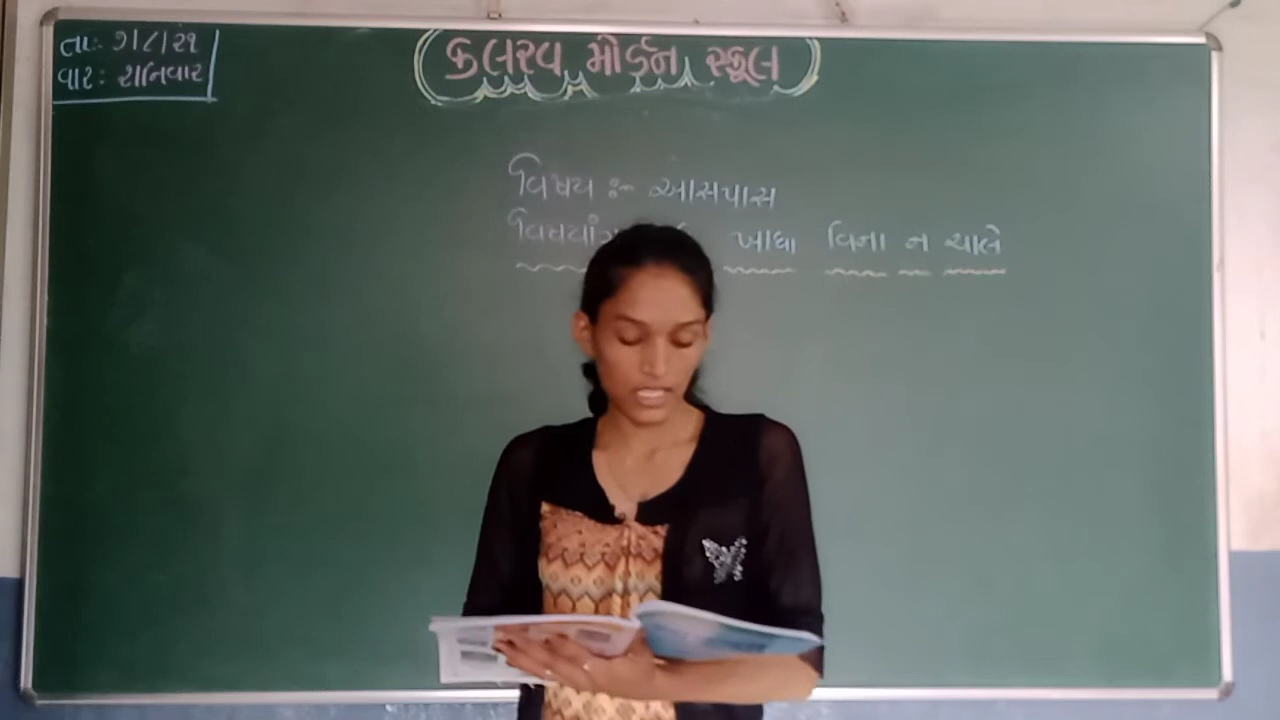 તા: ૭/૮/૨૧
વાર: શનિવાર
કલરવ મોર્ડન સ્કૂલ
વિષય :- આસપાસ
ખાધા વિના ન ચાલે